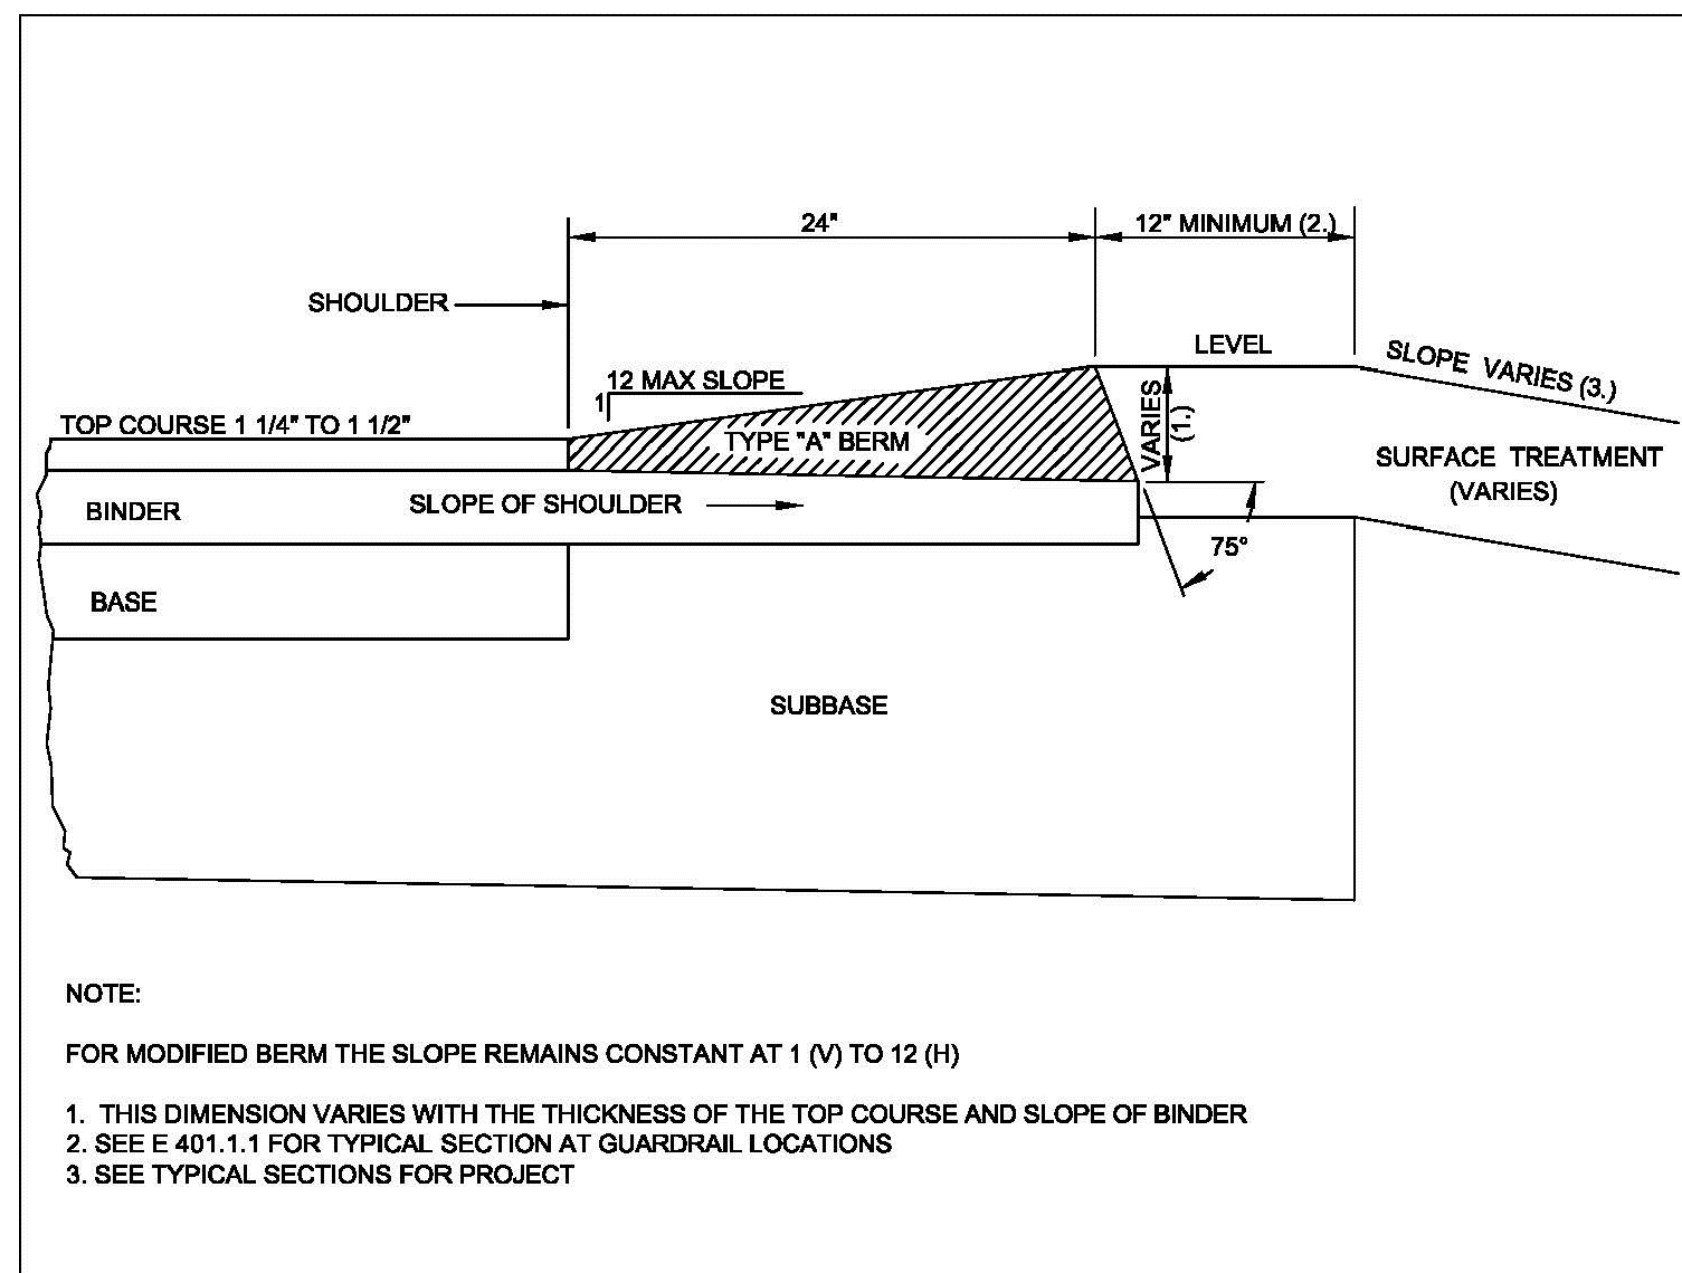 24"
12" MINIMUM (2.)
SHOULDER
LEVEL
SLOPE VARIES (3.)
12 MAX SLOPE
1
VARIES
(1.)
TOP COURSE 1 1/4" TO 1 1/2"
TYPE "A" BERM
SURFACE TREATMENT
(VARIES)
BINDER
SLOPE OF SHOULDER
75°
BASE
SUBBASE
NOTE:
FOR MODIFIED BERM THE SLOPE REMAINS CONSTANT AT 1 (V) TO 12 (H)
1. THIS DIMENSION VARIES WITH THE THICKNESS OF THE TOP COURSE AND SLOPE OF BINDER
2. SEE E 401.1.1 FOR TYPICAL SECTION AT GUARDRAIL LOCATIONS
3. SEE TYPICAL SECTIONS FOR PROJECT